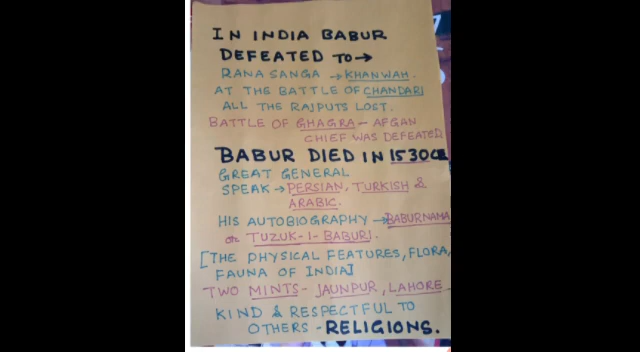 IN INDIA BABUR
DEFEATED TO→
RANA SANGA → KHANWAH.
AT THE BATTLE OF CHANDARI
ALL THE RAJPUTS LOST.
BATTLE OF GHAGRA - AFGAN
CHIEF WAS DEFEATED
BABUR DIED IN 1530CE
GREAT GENERAL
SPEAK → PERSIAN, TURKISH &
ARABIC.
HIS AUTOBIOGRAPHY → BABURNAMA
or TUZUK-I-BABURI.
[THE PHYSICAL FEATURES, FLORA,
FAUNA OF INDIA]
TWO MINTS - JAUNPUR, LAHORE
KIND & RESPECTFUL TO
OTHERS - RELIGIONS.